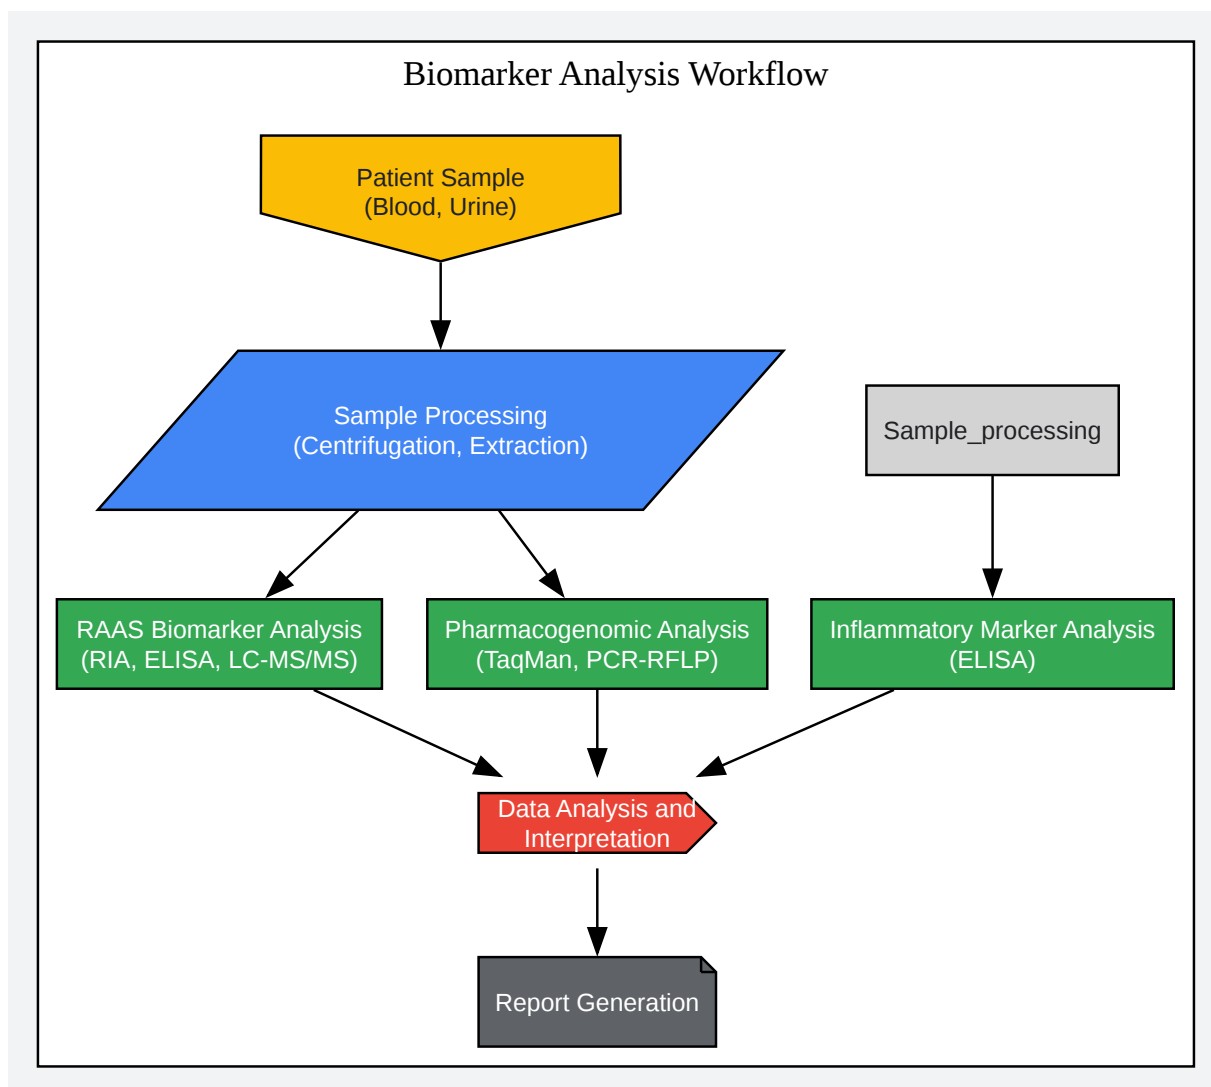 Biomarker Analysis Workflow
Patient Sample
(Blood, Urine)
Sample Processing
(Centrifugation, Extraction)
Sample_processing
RAAS Biomarker Analysis
(RIA, ELISA, LC-MS/MS)
Pharmacogenomic Analysis
(TaqMan, PCR-RFLP)
Inflammatory Marker Analysis
(ELISA)
Data Analysis and
Interpretation
Report Generation